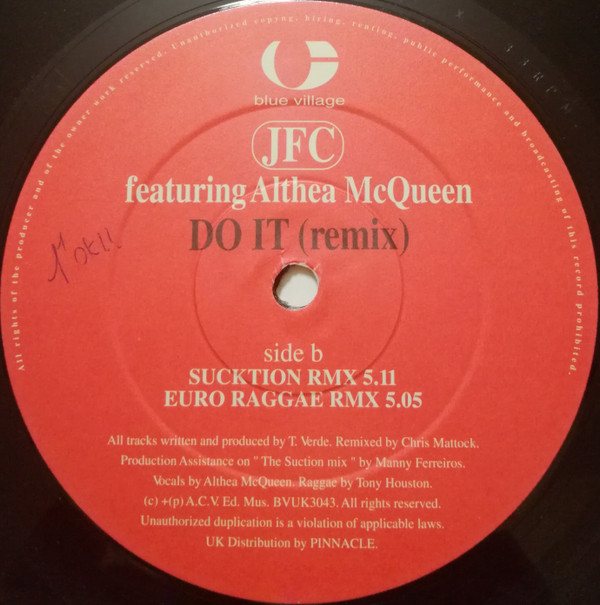 All rights of the producer and of the owner work reserved. Unauthorized copyng, hiring, renting, public performance and broadcasting of this record prohibited.
blue village
JFC
featuring Althea McQueen
DO IT (remix)
side b
SUCKTION RMX 5.11
EURO RAGGAE RMX 5.05
All tracks written and produced by T. Verde. Remixed by Chris Mattock.
Production Assistance on " The Suction mix " by Manny Ferreiros.
Vocals by Althea McQueen. Raggae by Tony Houston.
(c) +(p) A.C.V. Ed. Mus. BVUK3043. All rights reserved.
Unauthorized duplication is a violation of applicable laws.
UK Distribution by PINNACLE.